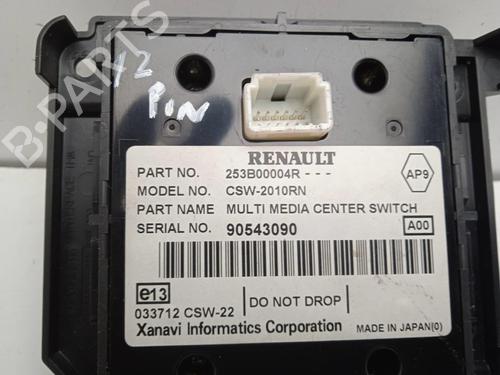 B-PARTS
X2
PIN
RENAULT
PART NO. 253B00004R - - -
AP9
MODEL NO. CSW-2010RN
PART NAME MULTI MEDIA CENTER SWITCH
SERIAL NO. 90543090
A00
e13
033712 CSW-22
DO NOT DROP
Xanavi Informatics Corporation
MADE IN JAPAN(0)